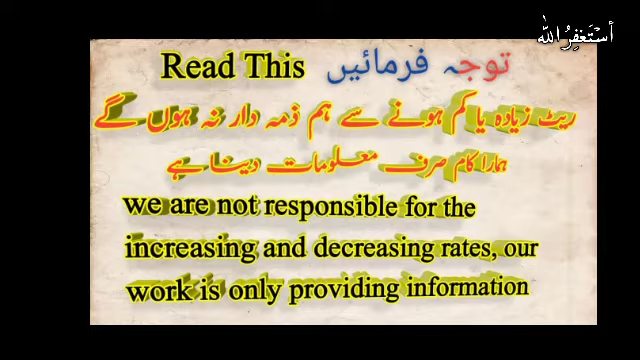 أستغفر الله
Read This توجہ فرمائیں
ریٹ زیادہ یا کم ہونے سے ہم ذمہ دار نہ ہوں گے
ہمارا کام صرف معلومات دینا ہے
we are not responsible for the
increasing and decreasing rates, our
work is only providing information